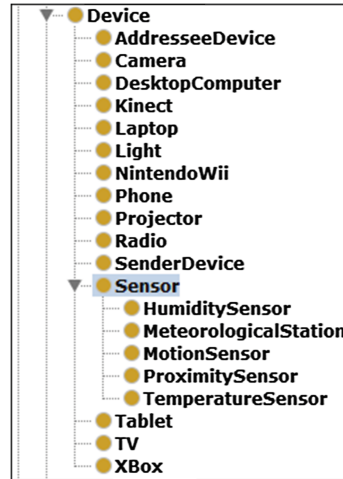 Device
AddresseeDevice
Camera
DesktopComputer
Kinect
Laptop
Light
NintendoWii
Phone
Projector
Radio
SenderDevice
Sensor
HumiditySensor
MeteorologicalStation
MotionSensor
ProximitySensor
TemperatureSensor
Tablet
TV
XBox